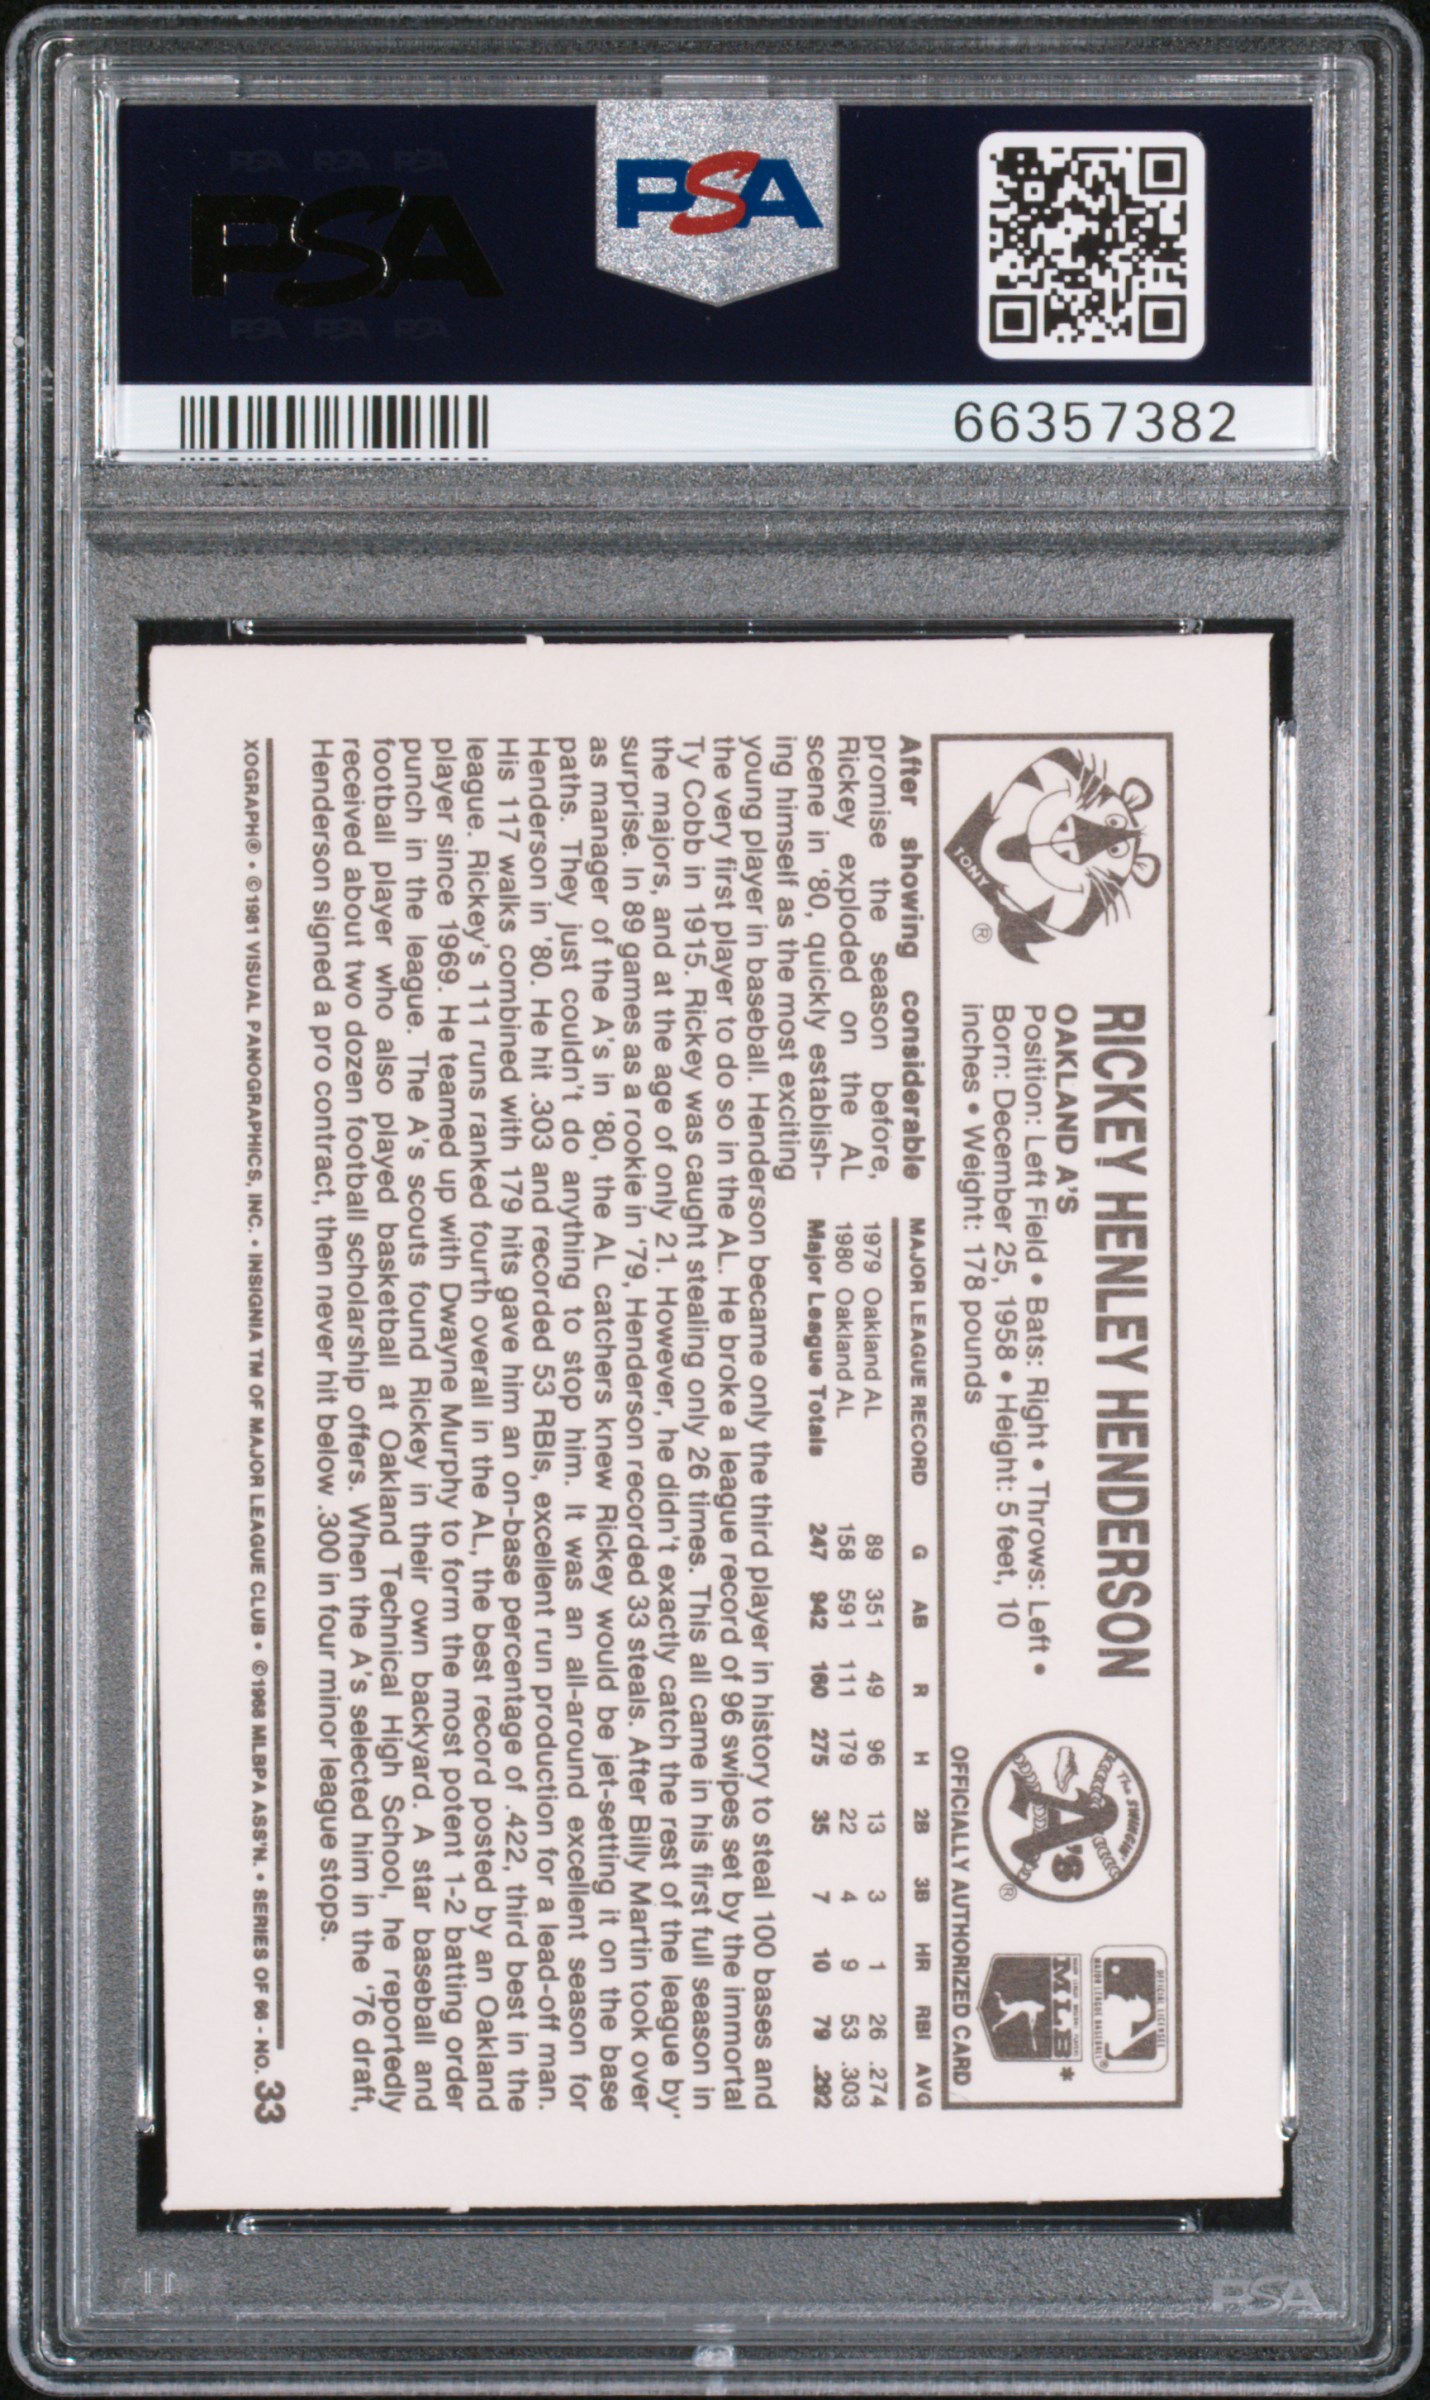 PSA PSA PSA
PSA
PSA PSA PSA
PSA
66357382
TONY
®
RICKEY HENLEY HENDERSON
OAKLAND A'S
Position: Left Field • Bats: Right • Throws: Left •
Born: December 25, 1958 • Height: 5 feet, 10
inches • Weight: 178 pounds
The SWINGIN'
A's
®
OFFICIAL LICENSEE
MAJOR LEAGUE BASEBALL®
MLB*
OFFICIALLY AUTHORIZED CARD
After showing considerable
promise the season before,
Rickey exploded on the AL
scene in '80, quickly establish-
ing himself as the most exciting
MAJOR LEAGUE RECORD G AB R H 2B 3B HR RBI AVG
1979 Oakland AL 89 351 49 96 13 3 1 26 .274
1980 Oakland AL 158 591 111 179 22 4 9 53 .303
Major League Totals 247 942 160 275 35 7 10 79 .292
young player in baseball. Henderson became only the third player in history to steal 100 bases and
the very first player to do so in the AL. He broke a league record of 96 swipes set by the immortal
Ty Cobb in 1915. Rickey was caught stealing only 26 times. This all came in his first full season in
the majors, and at the age of only 21. However, he didn't exactly catch the rest of the league by'
surprise. In 89 games as a rookie in '79, Henderson recorded 33 steals. After Billy Martin took over
as manager of the A's in '80, the AL catchers knew Rickey would be jet-setting it on the base
paths. They just couldn't do anything to stop him. It was an all-around excellent season for
Henderson in '80. He hit .303 and recorded 53 RBIs, excellent run production for a lead-off man.
His 117 walks combined with 179 hits gave him an on-base percentage of .422, third best in the
league. Rickey's 111 runs ranked fourth overall in the AL, the best record posted by an Oakland
player since 1969. He teamed up with Dwayne Murphy to form the most potent 1-2 batting order
punch in the league. The A's scouts found Rickey in their own backyard. A star baseball and
football player who also played basketball at Oakland Technical High School, he reportedly
received about two dozen football scholarship offers. When the A's selected him in the '76 draft,
Henderson signed a pro contract, then never hit below .300 in four minor league stops.
XOGRAPH® • ©1981 VISUAL PANOGRAPHICS, INC. • INSIGNIA TM OF MAJOR LEAGUE CLUB • ©1968 MLBPA ASS'N. • SERIES OF 66 - NO. 33
PSA